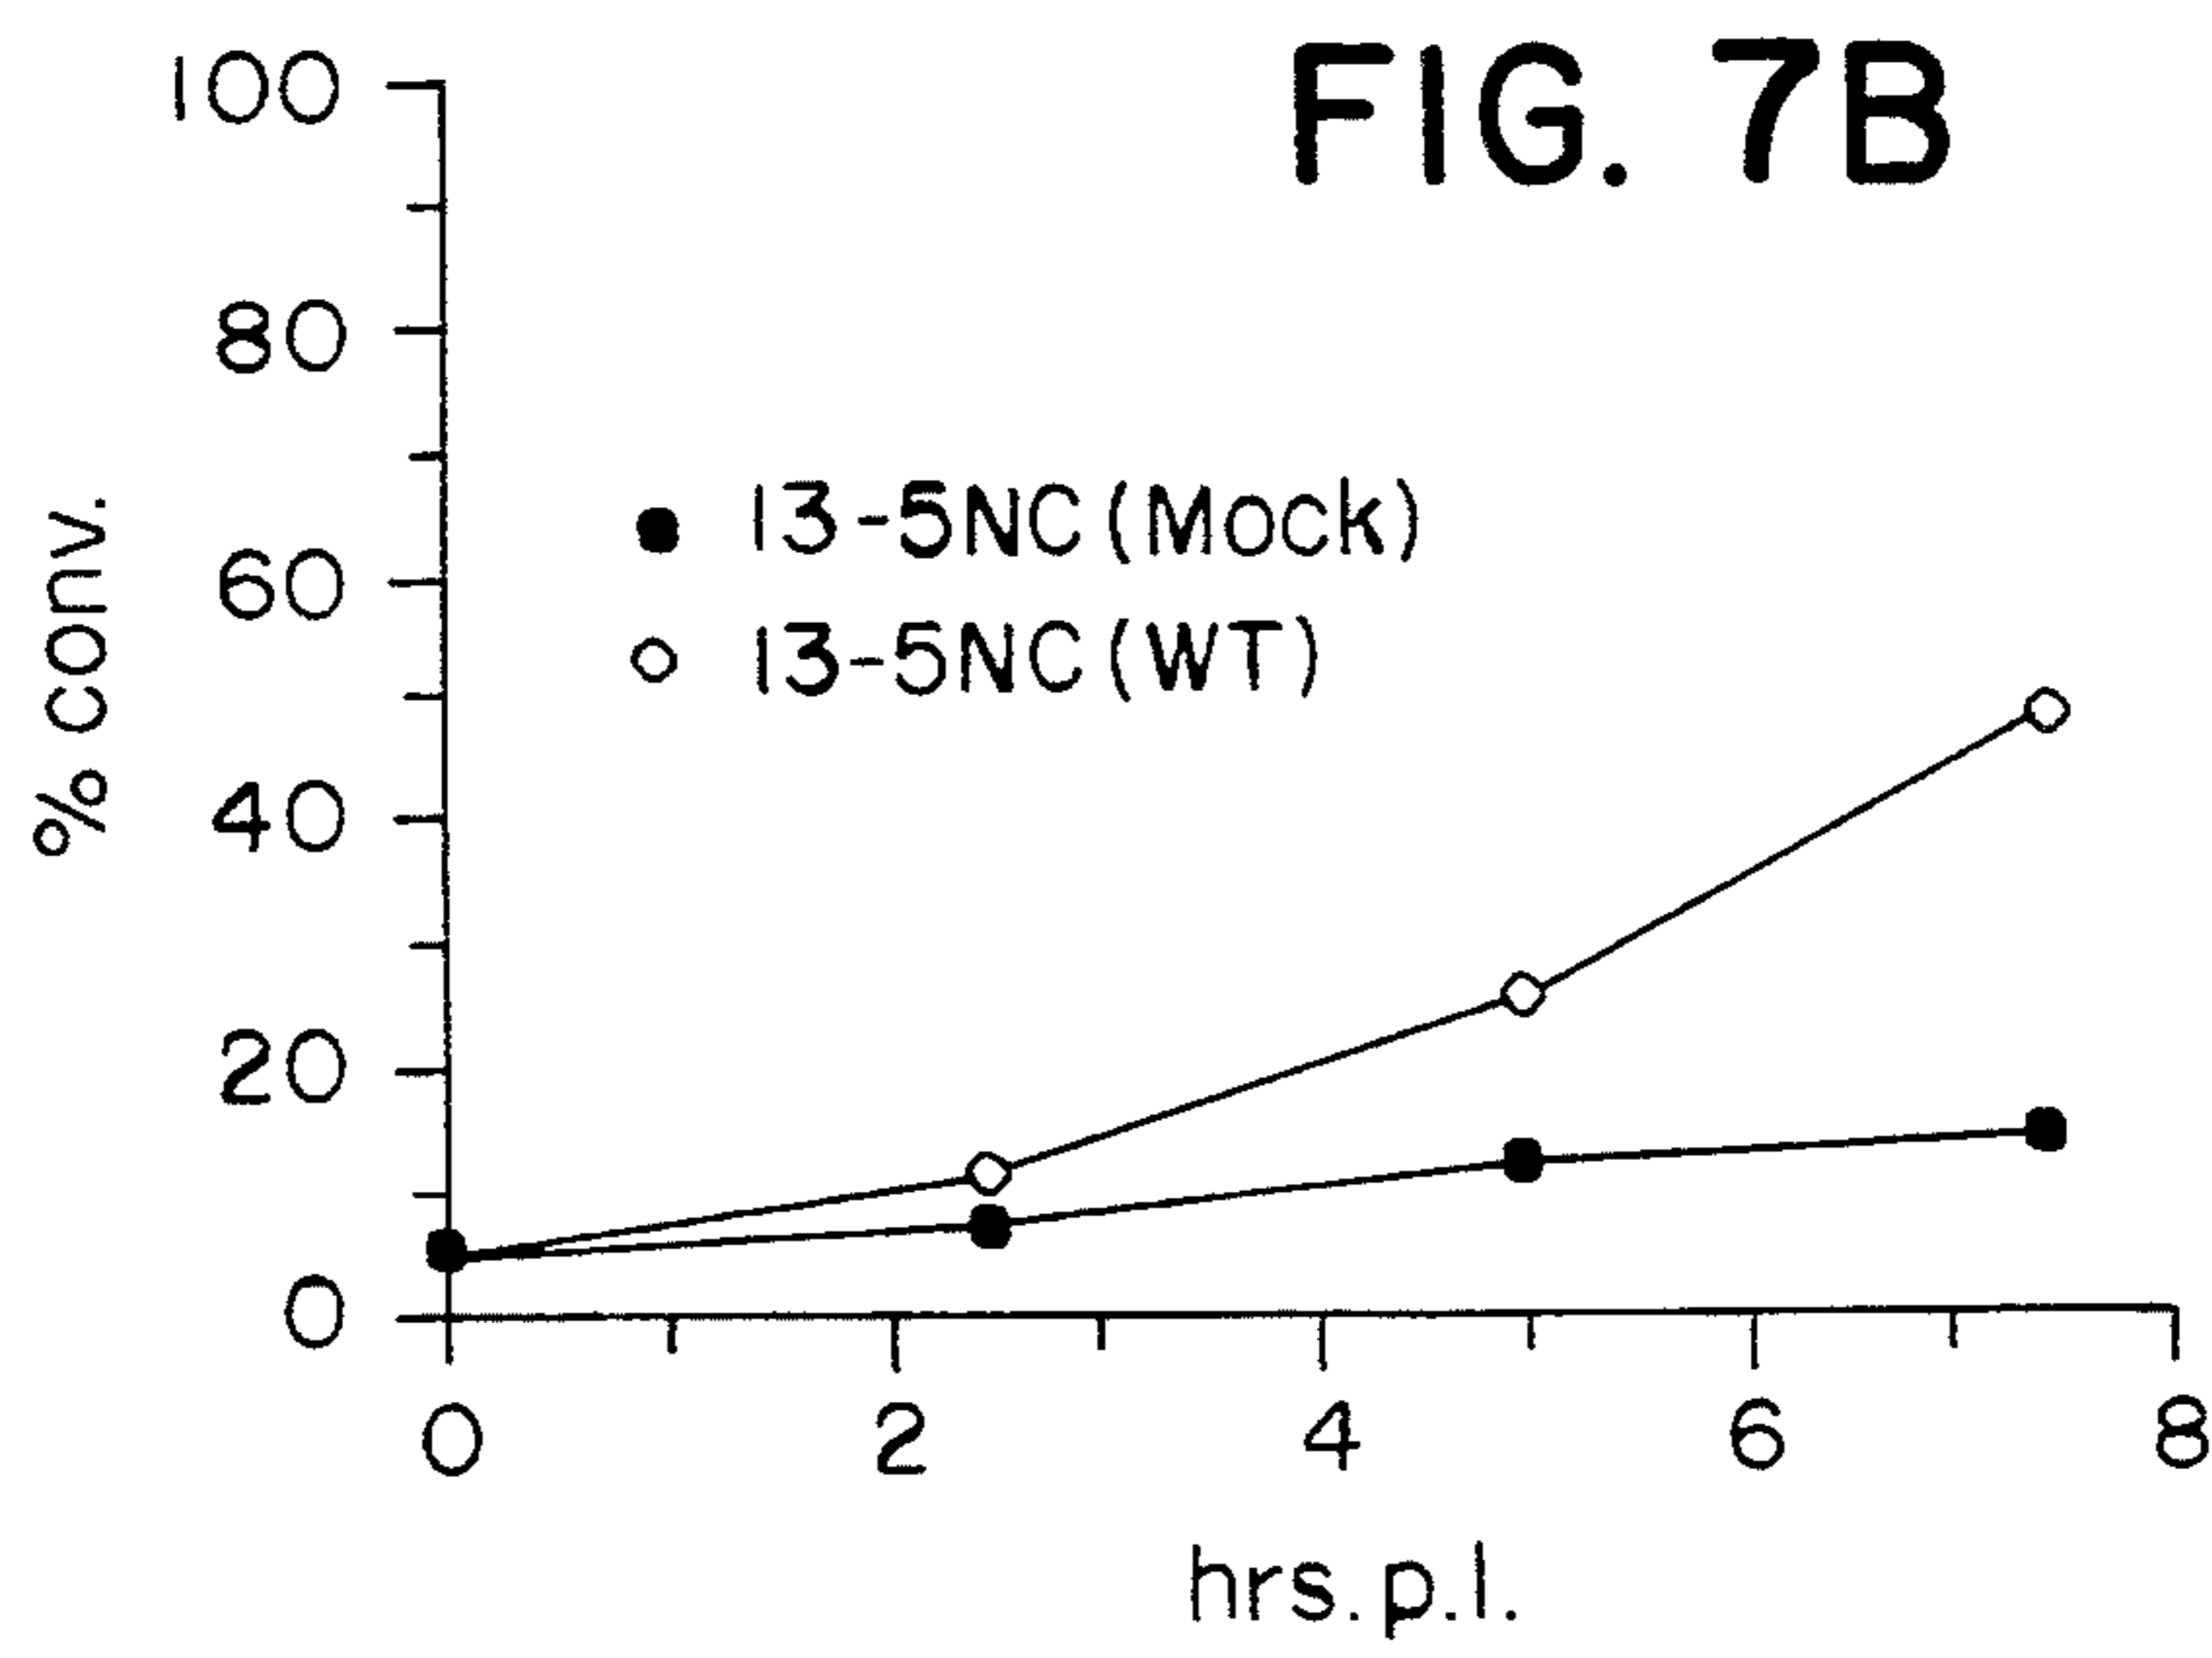 FIG. 7B
100
80
60
40
20
0
% conv.
13-5NC(Mock)
13-5NC(WT)
0 2 4 6 8
hrs.p.l.